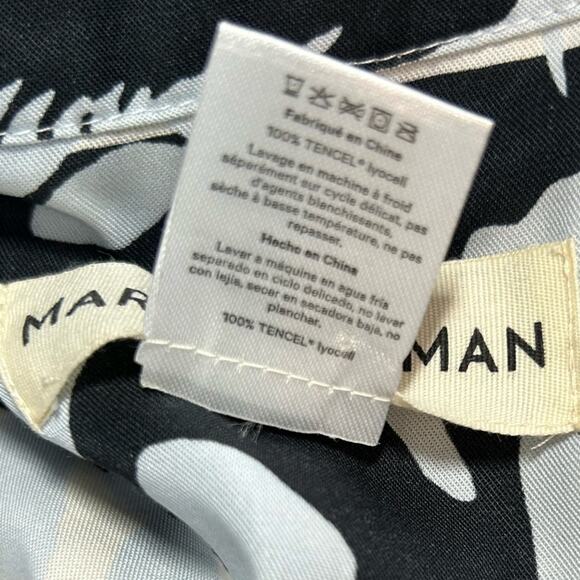 Fabriqué en Chine
100% TENCEL® lyocell
Lavage en machine à froid
séparément sur cycle délicat, pas
d'agents blanchissants,
sèche à basse température, ne pas
repasser.
Hecho en China
Lavar a máquina en agua fría
separado en ciclo delicado, no lever
con lejía, secar en secadora baja, no
planchar.
100% TENCEL® lyocell
MAR
MAN